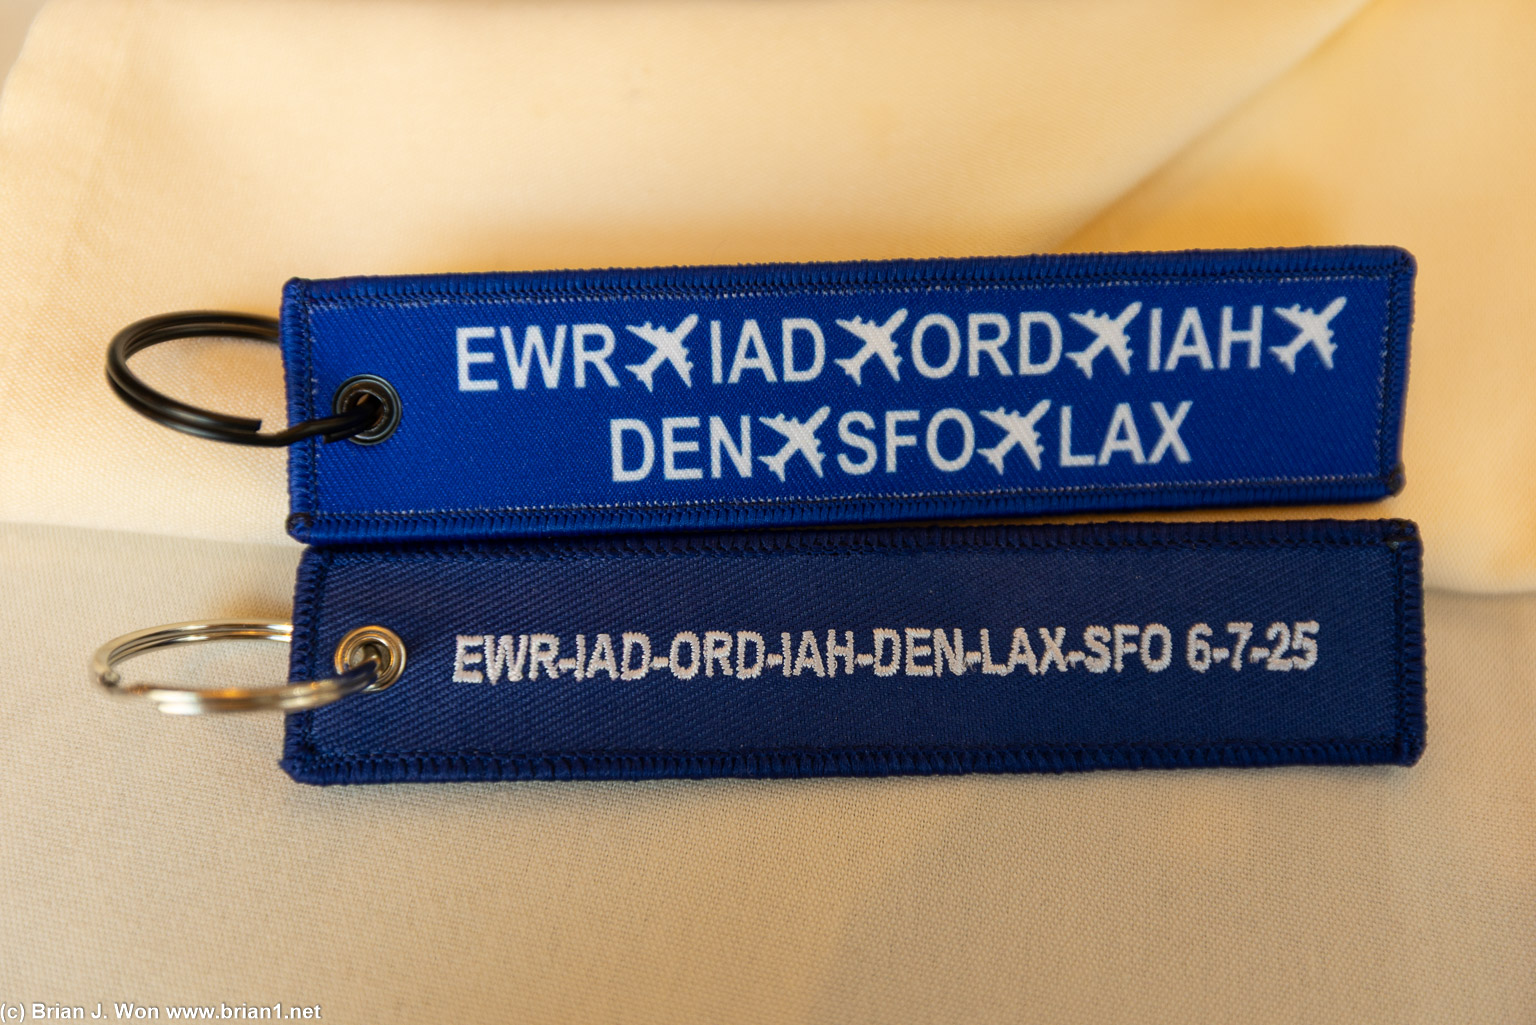 EWR IAD ORD IAH
DEN SFO LAX
EWR-IAD-ORD-IAH-DEN-LAX-SFO 6-7-25
(c) Brian J. Won www.brian1.net